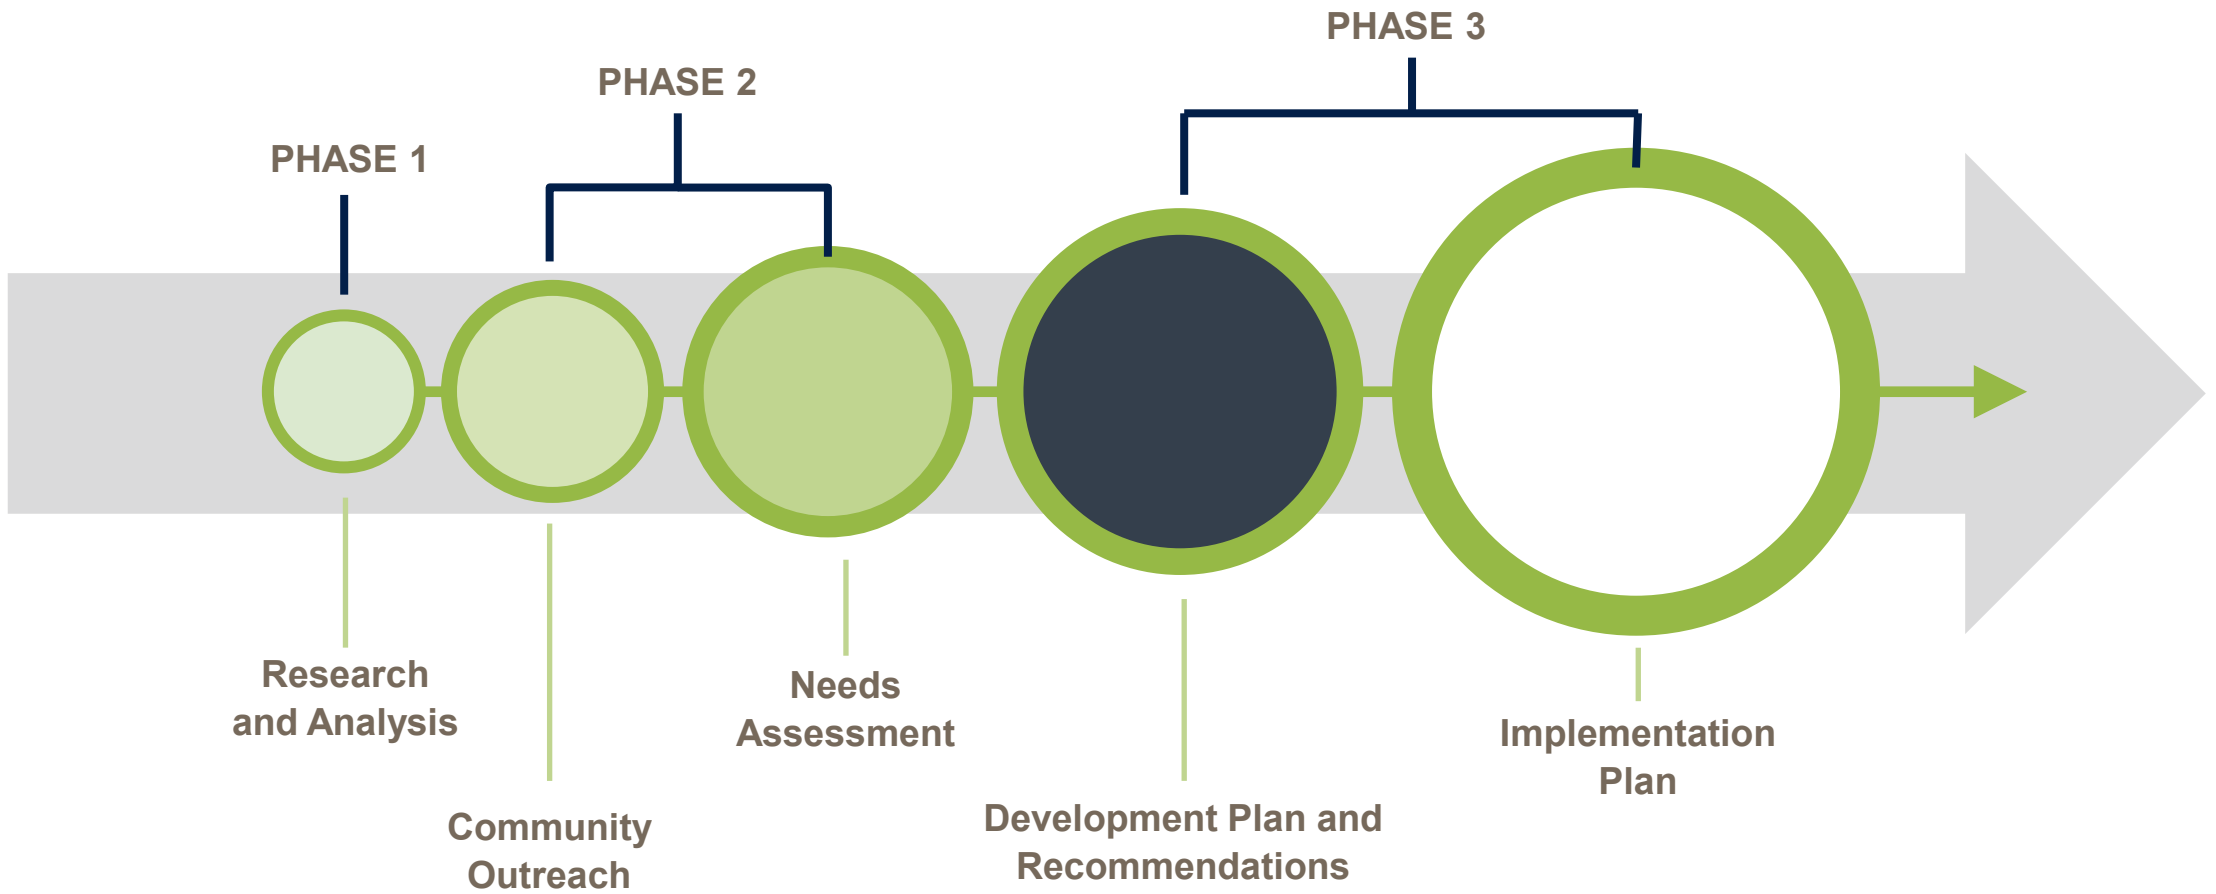 PHASE 3
PHASE 2
PHASE 1
Research
and Analysis
Community
Outreach
Needs
Assessment
Development Plan and
Recommendations
Implementation
Plan